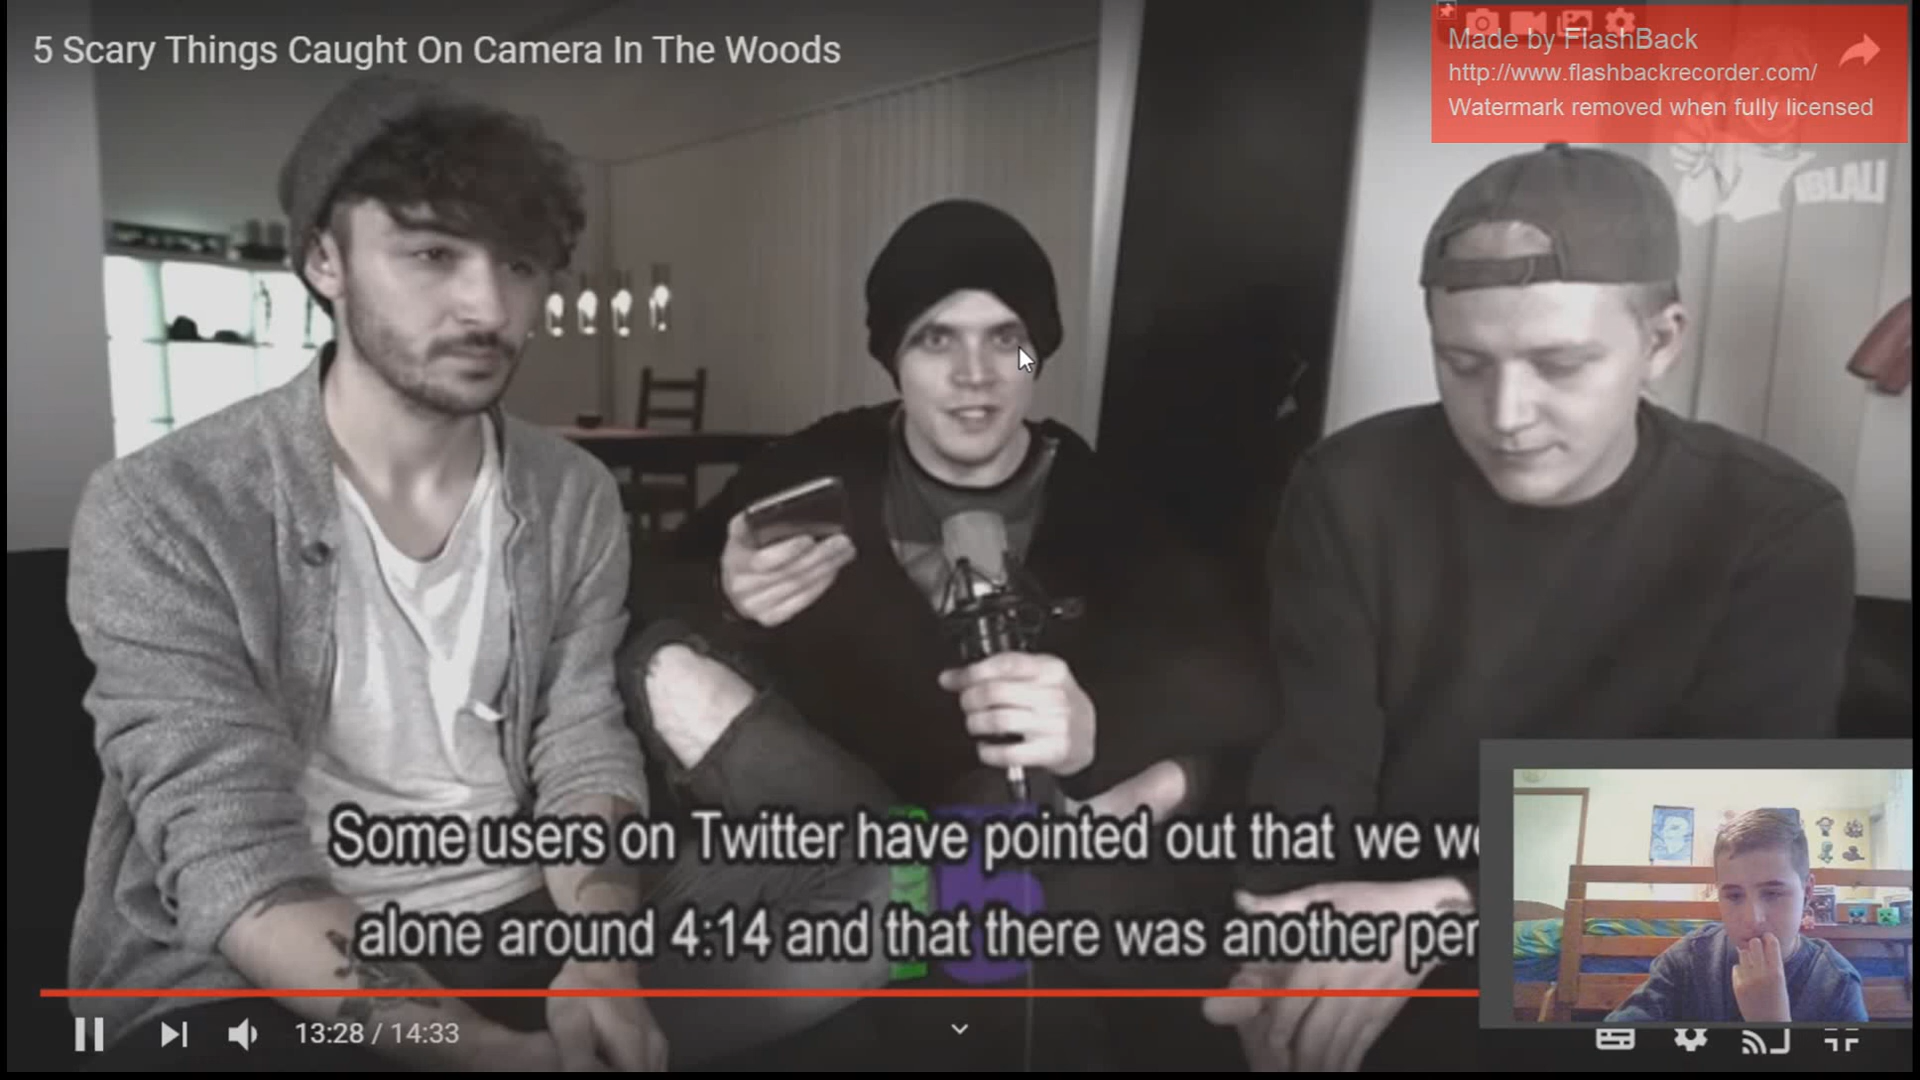 5 Scary Things Caught On Camera In The Woods
Made by FlashBack
http://www.flashbackrecorder.com/
Watermark removed when fully licensed
Some users on Twitter have pointed out that we
alone around 4:14 and that there was another
13:28 / 14:33